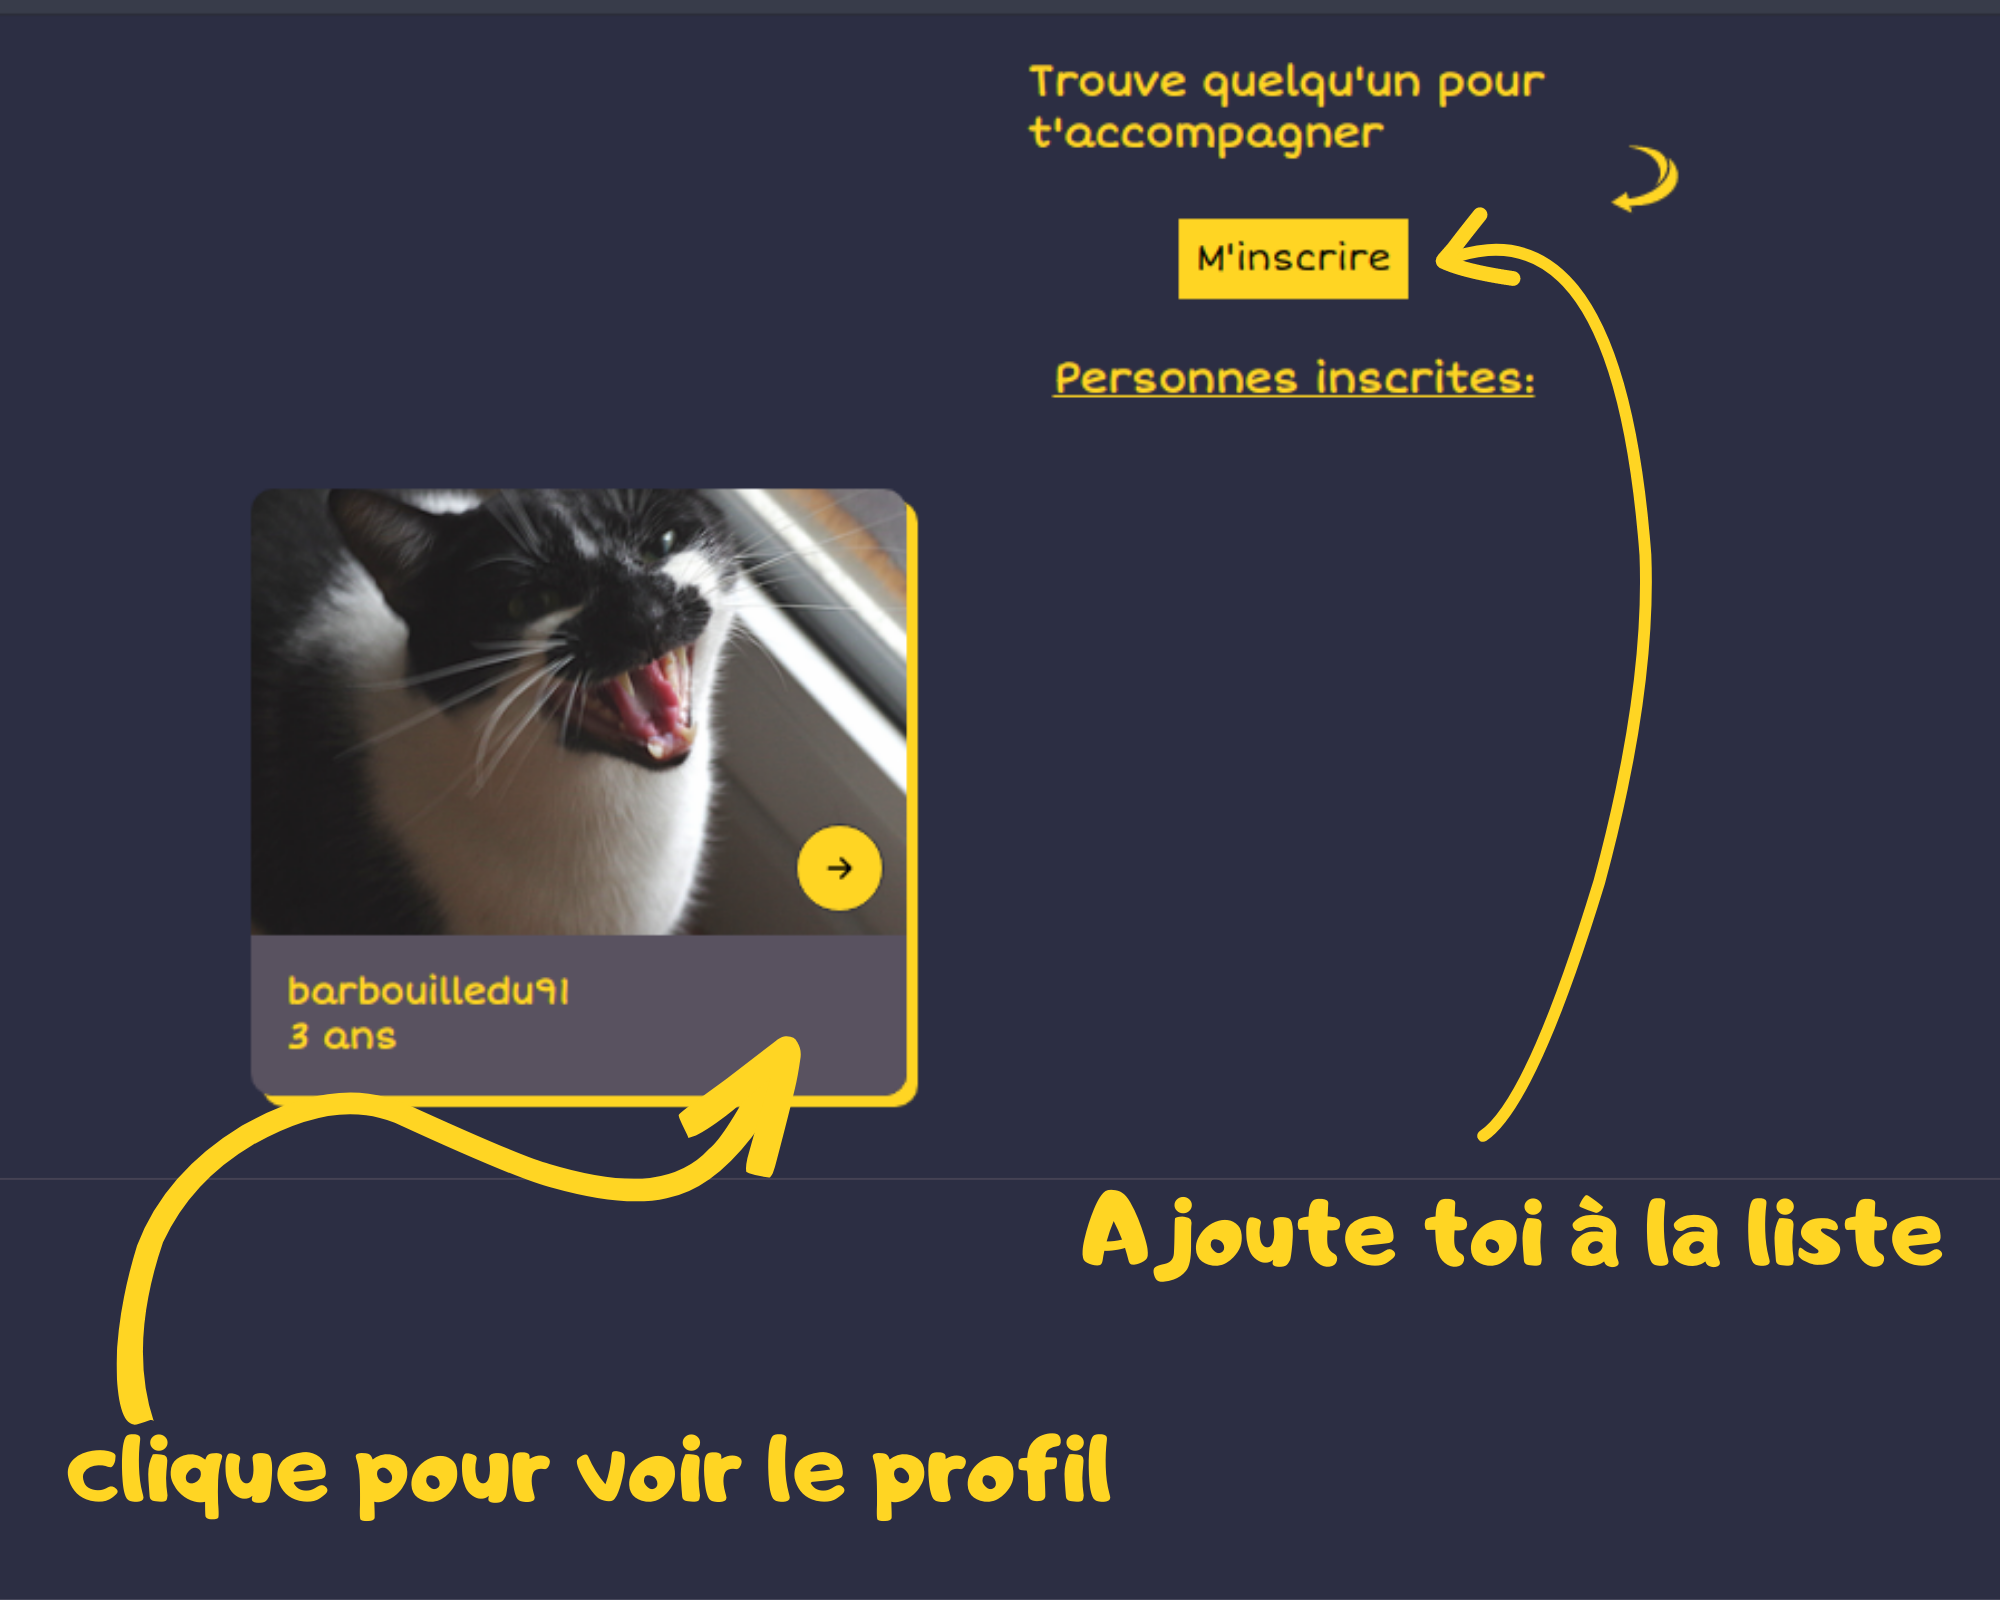 Trouve quelqu'un pour
t'accompagner
M'inscrire
Personnes inscrites:
barbouilledu91
3 ans
Ajoute toi à la liste
clique pour voir le profil